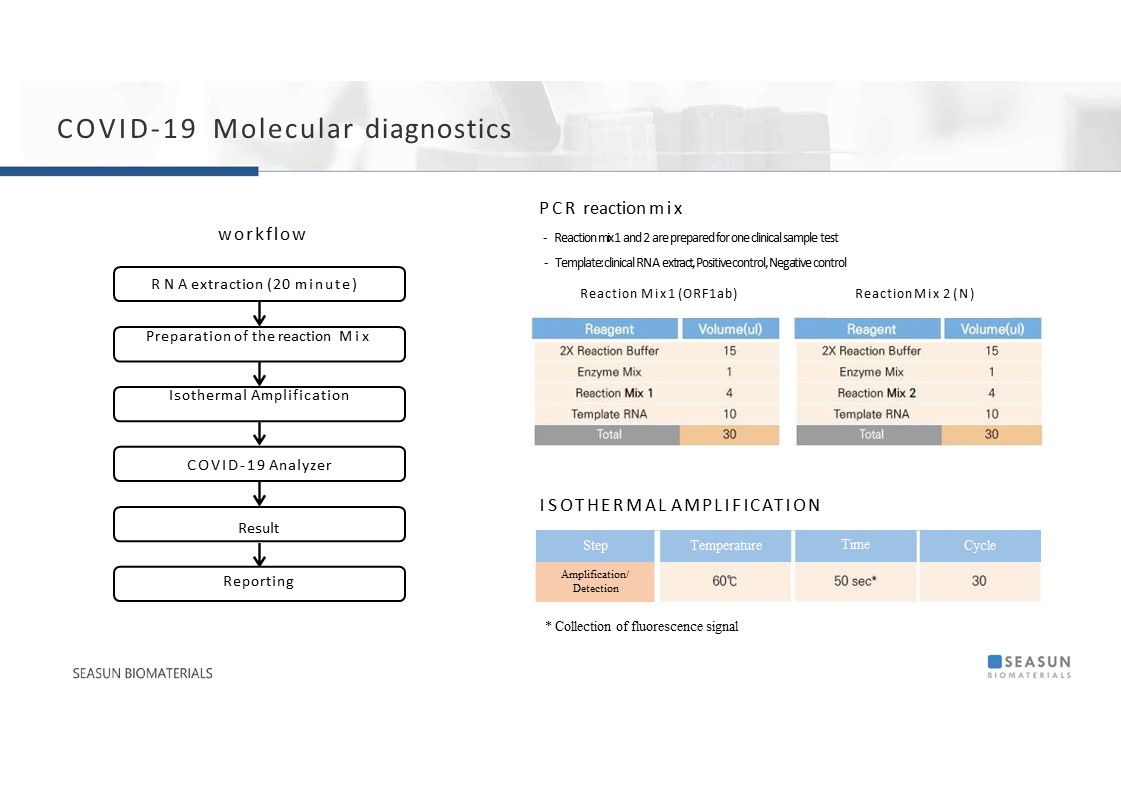 COVID-19 Molecular diagnostics
workflow
RNA extraction (20 minute)
Preparation of the reaction Mix
Isothermal Amplification
COVID-19 Analyzer
Result
Reporting
PCR reaction mix
- Reaction mix 1 and 2 are prepared for one clinical sample test
- Template: clinical RNA extract, Positive control, Negative control
Reaction Mix 1 (ORF1ab)
Reagent Volume(ul)
2X Reaction Buffer 15
Enzyme Mix 1
Reaction Mix 1 4
Template RNA 10
Total 30
Reaction Mix 2 (N)
Reagent Volume(ul)
2X Reaction Buffer 15
Enzyme Mix 1
Reaction Mix 2 4
Template RNA 10
Total 30
ISOTHERMAL AMPLIFICATION
Step Temperature Time Cycle
Amplification/
Detection 60℃ 50 sec* 30
* Collection of fluorescence signal
SEASUN BIOMATERIALS
SEASUN
BIOMATERIALS